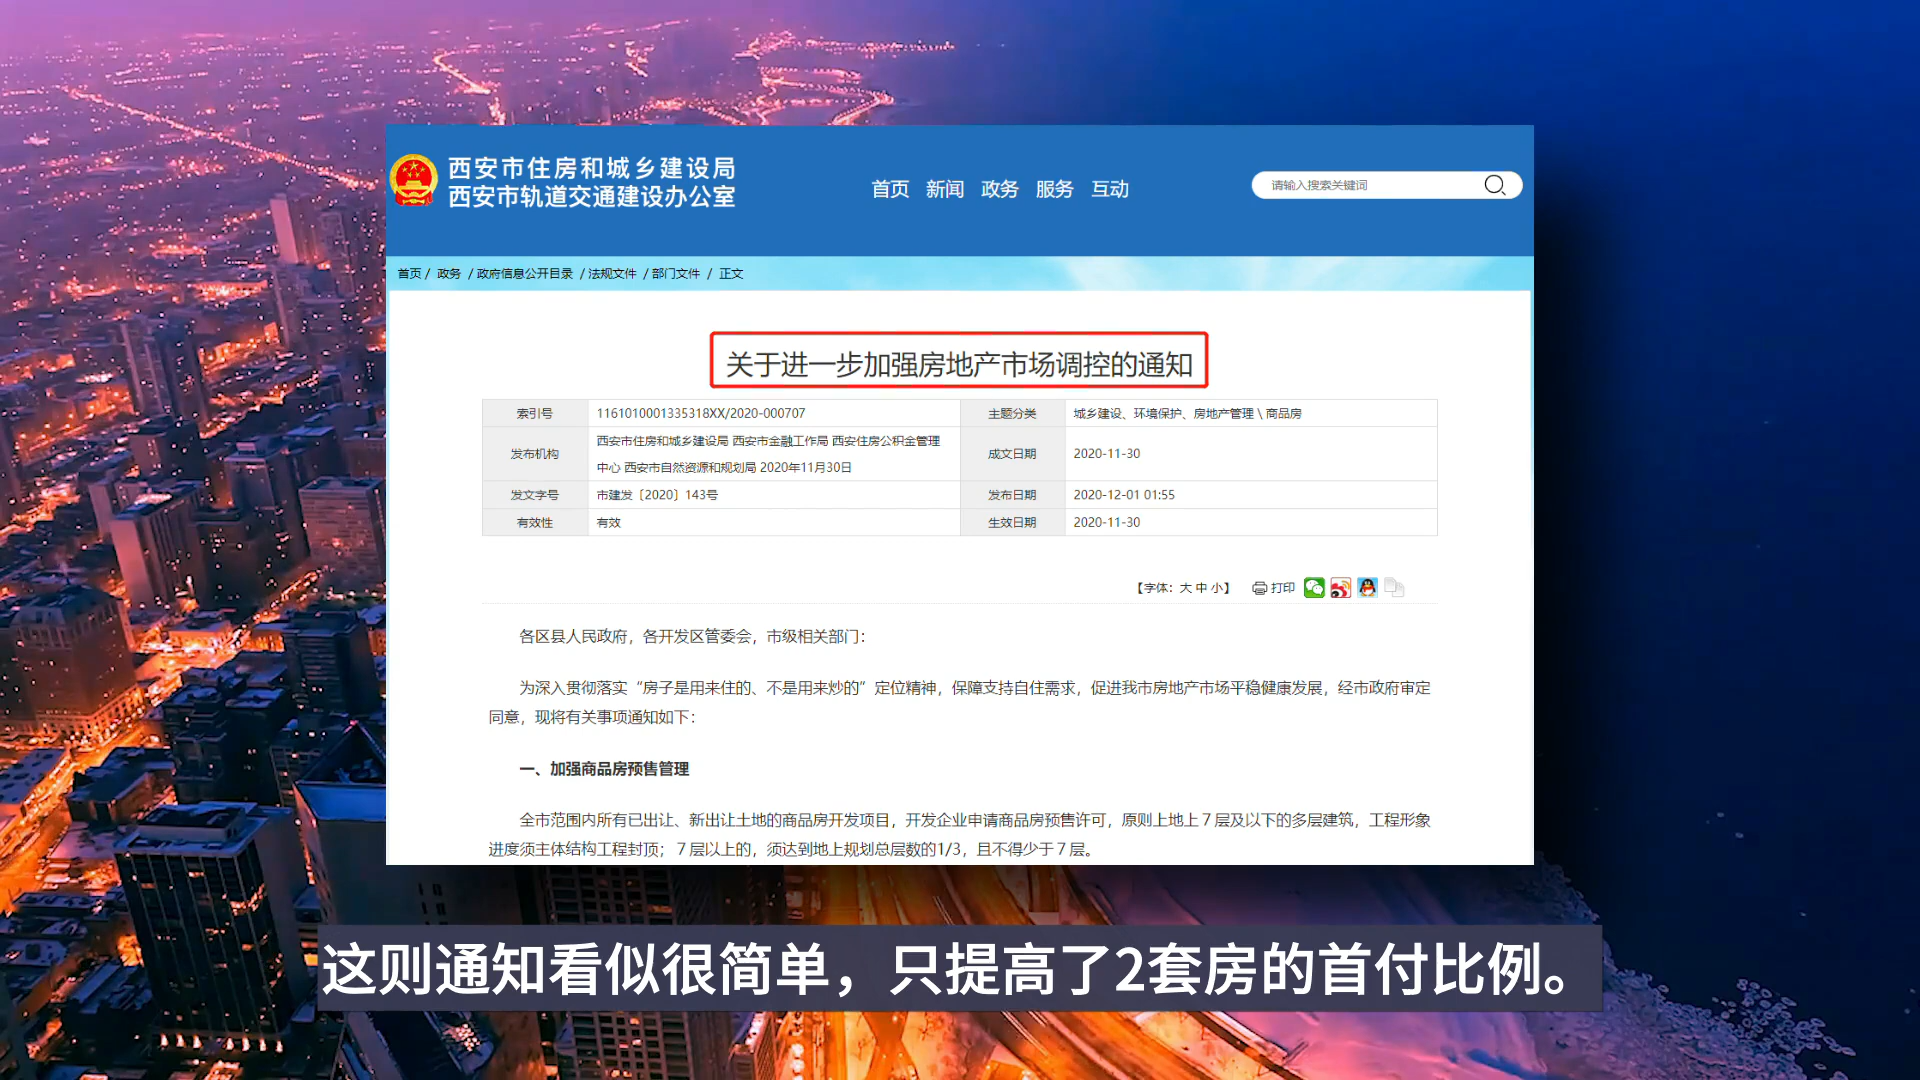 西安市住房和城乡建设局
西安市轨道交通建设办公室
首页 新闻 政务 服务 互动
请输入搜索关键词
首页 / 政务 / 政府信息公开目录 / 法规文件 / 部门文件 / 正文
关于进一步加强房地产市场调控的通知
索引号 1161010001335318XX/2020-000707 主题分类 城乡建设、环境保护、房地产管理 \ 商品房
发布机构 西安市住房和城乡建设局 西安市金融工作局 西安住房公积金管理
中心 西安市自然资源和规划局 2020年11月30日 成文日期 2020-11-30
发文字号 市建发〔2020〕143号 发布日期 2020-12-01 01:55
有效性 有效 生效日期 2020-11-30
【字体：大 中 小】 打印
各区县人民政府，各开发区管委会，市级相关部门：
为深入贯彻落实“房子是用来住的、不是用来炒的”定位精神，保障支持自住需求，促进我市房地产市场平稳健康发展，经市政府审定
同意，现将有关事项通知如下：
一、加强商品房预售管理
全市范围内所有已出让、新出让土地的商品房开发项目，开发企业申请商品房预售许可，原则上地上７层及以下的多层建筑，工程形象
进度须主体结构工程封顶；７层以上的，须达到地上规划总层数的1/3，且不得少于７层。
这则通知看似很简单，只提高了2套房的首付比例。